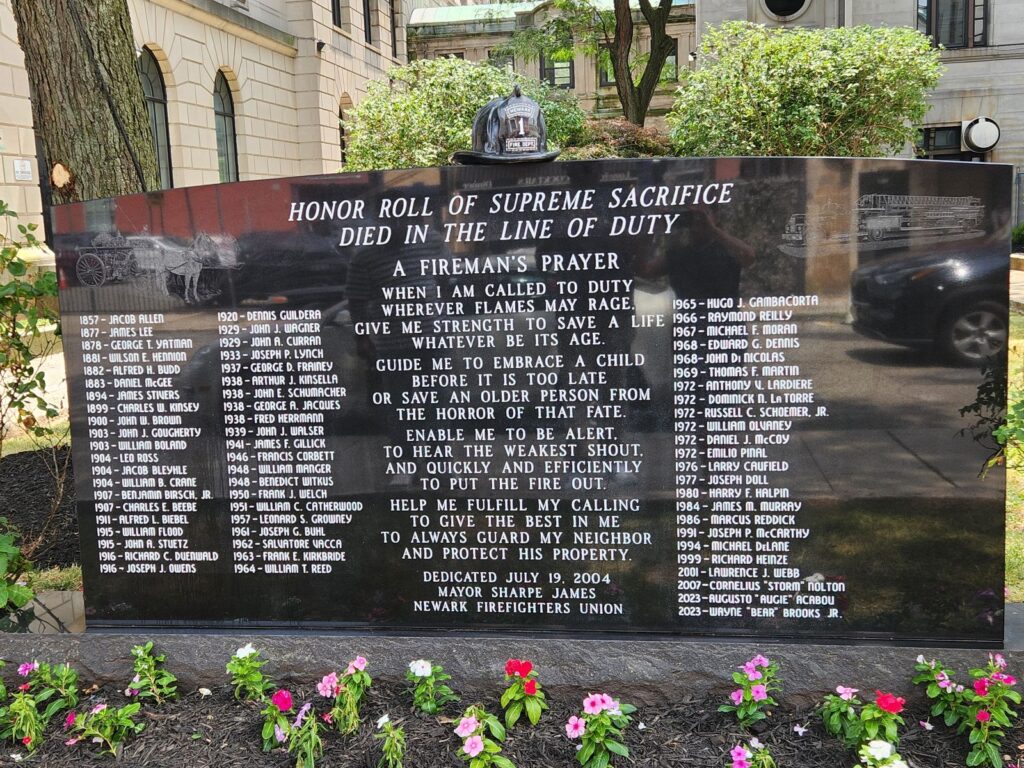 NEWARK
1
FIRE DEPT.
HONOR ROLL OF SUPREME SACRIFICE
DIED IN THE LINE OF DUTY
1857 - JACOB ALLEN
1877 - JAMES LEE
1878 - GEORGE T. YATMAN
1881 - WILSON E. HENNION
1882 - ALFRED H. BUDD
1883 - DANIEL McGEE
1894 - JAMES STIVERS
1899 - CHARLES W. KINSEY
1900 - JOHN W. BROWN
1903 - JOHN J. GOUGHERTY
1903 - WILLIAM BOLAND
1904 - LEO ROSS
1904 - JACOB BLEYHLE
1904 - WILLIAM B. CRANE
1907 - BENJAMIN BIRSCH, JR.
1907 - CHARLES E. BEEBE
1911 - ALFRED L. BIEBEL
1915 - WILLIAM FLOOD
1915 - JOHN A. STUETZ
1916 - RICHARD C. DUENWALD
1916 - JOSEPH J. OWENS
1920 - DENNIS GUILDERA
1929 - JOHN J. WAGNER
1929 - JOHN A. CURRAN
1933 - JOSEPH P. LYNCH
1937 - GEORGE D. FRAINEY
1938 - ARTHUR J. KINSELLA
1938 - JOHN E. SCHUMACHER
1938 - GEORGE A. JACQUES
1938 - FRED HERRMANN
1939 - JOHN J. WALSER
1941 - JAMES F. GILLICK
1946 - FRANCIS CORBETT
1948 - WILLIAM MANGER
1948 - BENEDICT WITKUS
1950 - FRANK J. WELCH
1951 - WILLIAM C. CATHERWOOD
1957 - LEONARD S. GROWNEY
1961 - JOSEPH G. BUHL
1962 - SALVATORE VACCA
1963 - FRANK E. KIRKBRIDE
1964 - WILLIAM T. REED
A FIREMAN'S PRAYER
WHEN I AM CALLED TO DUTY
WHEREVER FLAMES MAY RAGE,
GIVE ME STRENGTH TO SAVE A LIFE
WHATEVER BE ITS AGE.
GUIDE ME TO EMBRACE A CHILD
BEFORE IT IS TOO LATE
OR SAVE AN OLDER PERSON FROM
THE HORROR OF THAT FATE.
ENABLE ME TO BE ALERT,
TO HEAR THE WEAKEST SHOUT,
AND QUICKLY AND EFFICIENTLY
TO PUT THE FIRE OUT.
HELP ME FULFILL MY CALLING
TO GIVE THE BEST IN ME
TO ALWAYS GUARD MY NEIGHBOR
AND PROTECT HIS PROPERTY.
DEDICATED JULY 19, 2004
MAYOR SHARPE JAMES
NEWARK FIREFIGHTERS UNION
1965 - HUGO J. GAMBACORTA
1966 - RAYMOND REILLY
1967 - MICHAEL F. MORAN
1968 - EDWARD G. DENNIS
1968 - JOHN DI NICOLAS
1969 - THOMAS F. MARTIN
1972 - ANTHONY V. LARDIERE
1972 - DOMINICK N. LA TORRE
1972 - RUSSELL C. SCHOEMER, JR.
1972 - WILLIAM OLVANEY
1972 - DANIEL J. McCOY
1972 - EMILIO PINAL
1976 - LARRY CAUFIELD
1977 - JOSEPH DOLL
1980 - HARRY F. HALPIN
1984 - JAMES M. MURRAY
1986 - MARCUS REDDICK
1991 - JOSEPH P. McCARTHY
1994 - MICHAEL DeLANE
1999 - RICHARD HEINZE
2001 - LAWRENCE J. WEBB
2007 - CORNELIUS "STORM" NOLTON
2023 - AUGUSTO "AUGIE" ACABOU
2023 - WAYNE "BEAR" BROOKS JR.